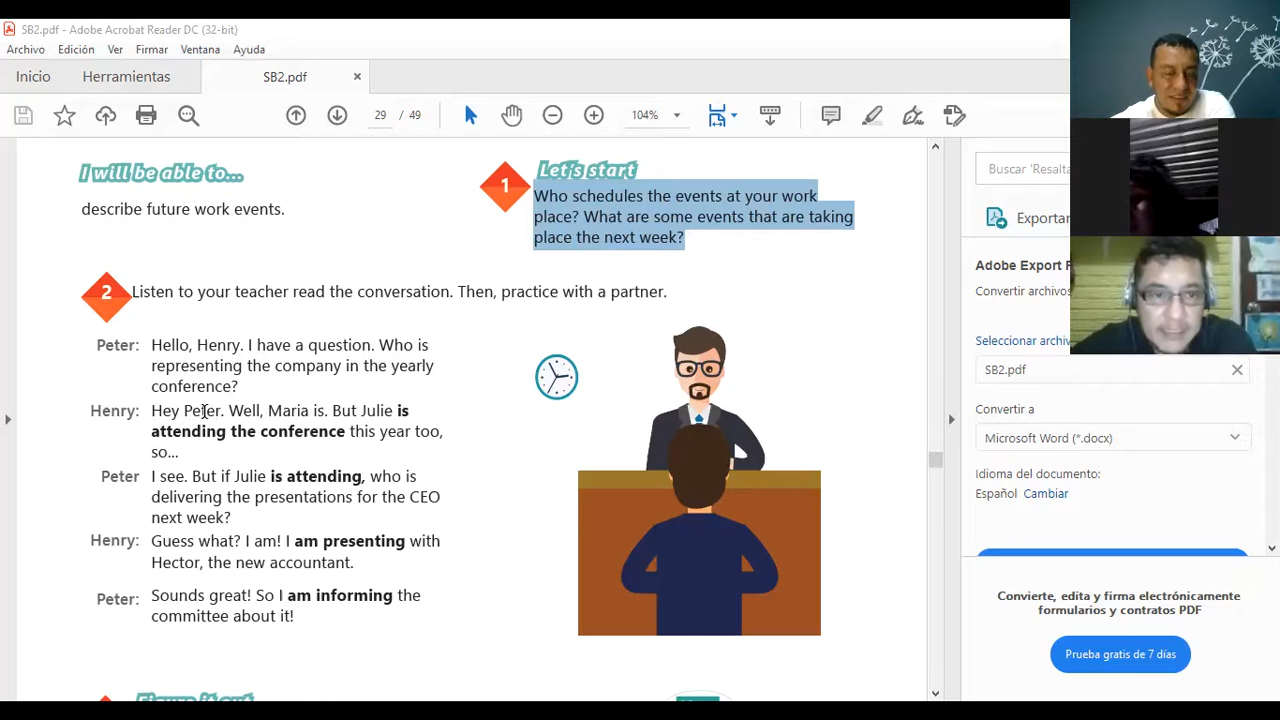 SB2.pdf - Adobe Acrobat Reader DC (32-bit)
Archivo Edición Ver Firmar Ventana Ayuda
Inicio Herramientas SB2.pdf ×
29 / 49 104%
I will be able to...
describe future work events.
1 Let's start
Who schedules the events at your work
place? What are some events that are taking
place the next week?
2 Listen to your teacher read the conversation. Then, practice with a partner.
Peter: Hello, Henry. I have a question. Who is
representing the company in the yearly
conference?
Henry: Hey Peter. Well, Maria is. But Julie is
attending the conference this year too,
so...
Peter I see. But if Julie is attending, who is
delivering the presentations for the CEO
next week?
Henry: Guess what? I am! I am presenting with
Hector, the new accountant.
Peter: Sounds great! So I am informing the
committee about it!
Figure it out
Buscar 'Resalta
Exportar
Adobe Export
Convertir archivos
Seleccionar archiv
SB2.pdf
Convertir a
Microsoft Word (*.docx)
Idioma del documento:
Español Cambiar
Convierte, edita y firma electrónicamente
formularios y contratos PDF
Prueba gratis de 7 días